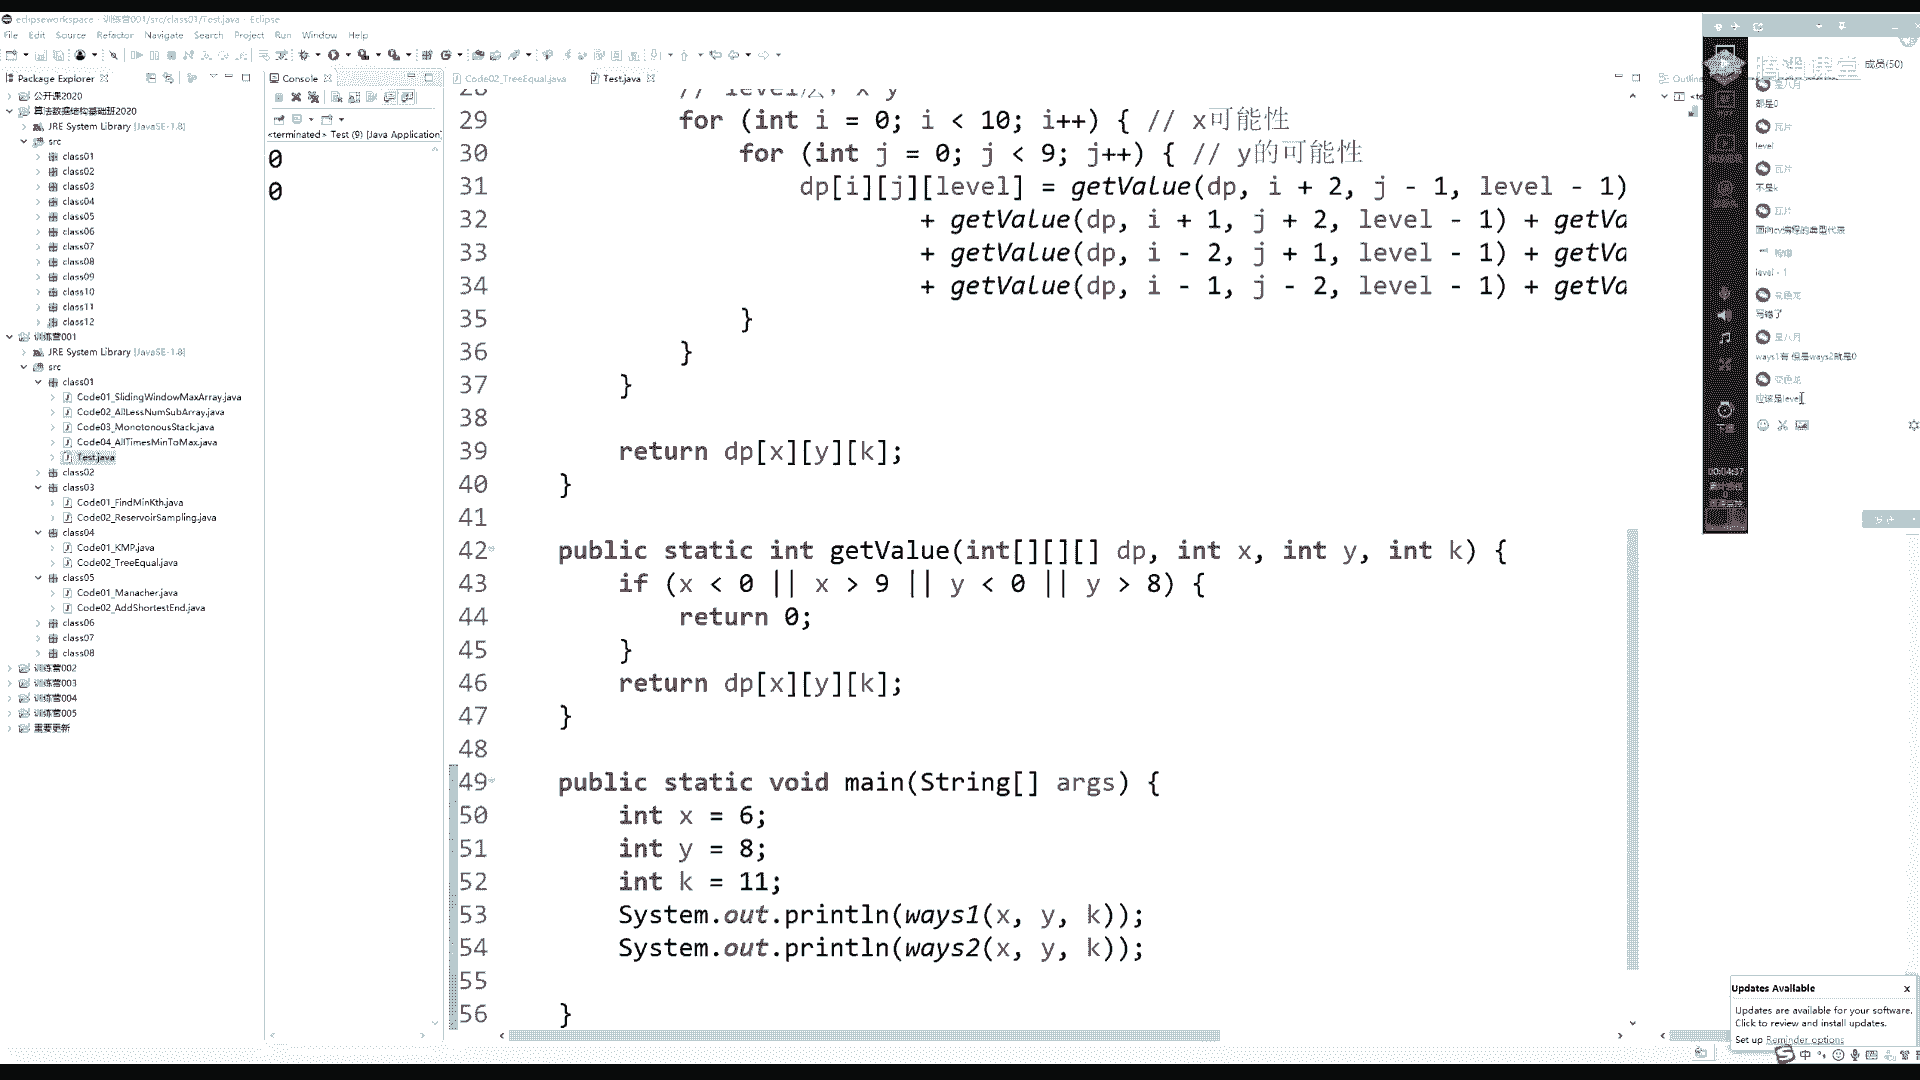 eclipseworkspace - 训练营001/src/class01/Test.java - Eclipse
File Edit Source Refactor Navigate Search Project Run Window Help
Package Explorer
公开课2020
算法数据结构基础班2020
JRE System Library [JavaSE-1.8]
src
class01
class02
class03
class04
class05
class06
class07
class08
class09
class10
class11
class12
训练营001
JRE System Library [JavaSE-1.8]
src
class01
Code01_SlidingWindowMaxArray.java
Code02_AllLessNumSubArray.java
Code03_MonotonousStack.java
Code04_AllTimesMinToMax.java
Test.java
class02
class03
Code01_FindMinKth.java
Code02_ReservoirSampling.java
class04
Code01_KMP.java
Code02_TreeEqual.java
class05
Code01_Manacher.java
Code02_AddShortestEnd.java
class06
class07
class08
训练营002
训练营003
训练营004
训练营005
重要更新
Console
<terminated> Test (9) [Java Application]
0
0
Code02_TreeEqual.java Test.java
29 for (int i = 0; i < 10; i++) { // x可能性
30 for (int j = 0; j < 9; j++) { // y的可能性
31 dp[i][j][level] = getValue(dp, i + 2, j - 1, level - 1)
32 + getValue(dp, i + 1, j + 2, level - 1) + getVa
33 + getValue(dp, i - 2, j + 1, level - 1) + getVa
34 + getValue(dp, i - 1, j - 2, level - 1) + getVa
35 }
36 }
37 }
38
39 return dp[x][y][k];
40 }
41
42 public static int getValue(int[][][] dp, int x, int y, int k) {
43 if (x < 0 || x > 9 || y < 0 || y > 8) {
44 return 0;
45 }
46 return dp[x][y][k];
47 }
48
49 public static void main(String[] args) {
50 int x = 6;
51 int y = 8;
52 int k = 11;
53 System.out.println(ways1(x, y, k));
54 System.out.println(ways2(x, y, k));
55
56 }
Outline
成员(50)
都是0
瓦片
level
瓦片
不是k
瓦片
面向cv编程的典型代表
level - 1
写错了
星八月
ways1有 但是ways2就是0
应该是level
00:04:37
Updates Available
Updates are available for your software.
Click to review and install updates.
Set up Reminder options